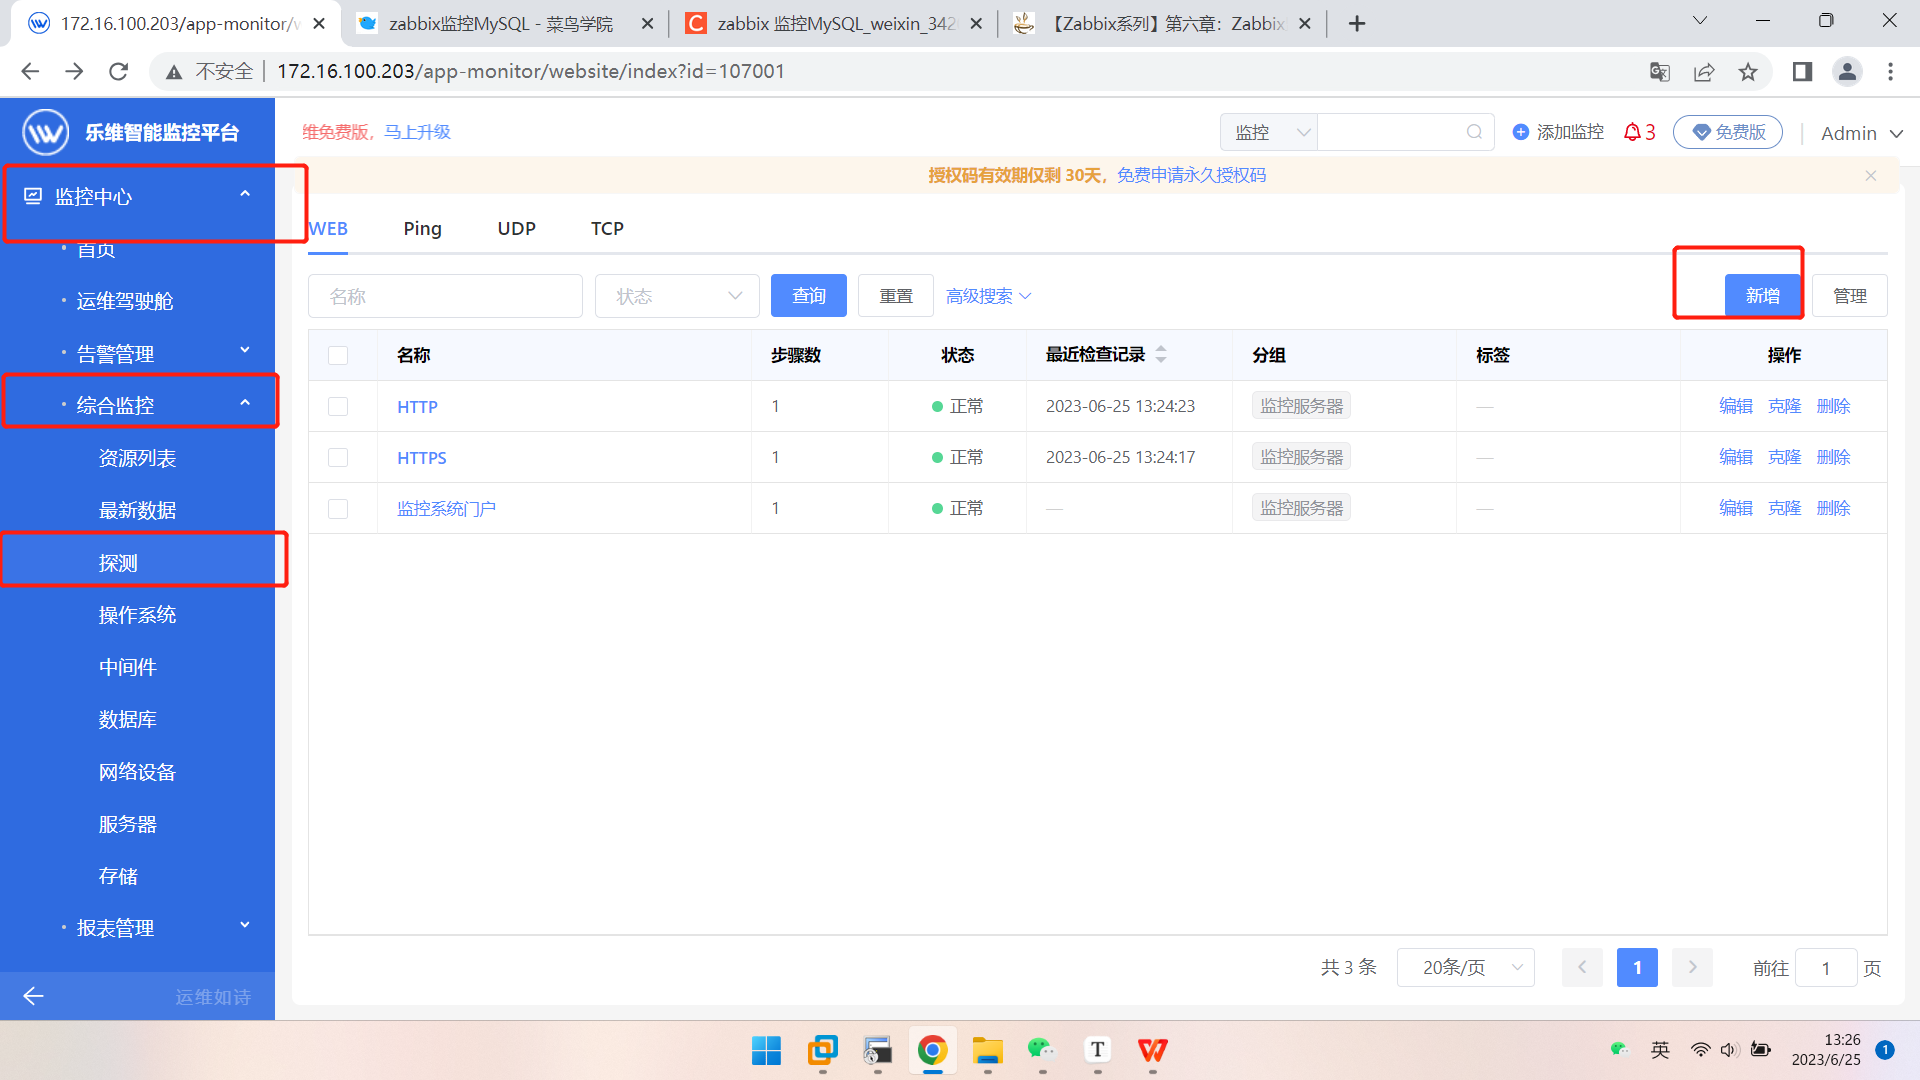 172.16.100.203/app-monitor/w
zabbix监控MySQL - 菜鸟学院
zabbix 监控MySQL_weixin_342
【Zabbix系列】第六章：Zabbix
不安全
172.16.100.203/app-monitor/website/index?id=107001
乐维智能监控平台
维免费版，马上升级
监控
添加监控
3
免费版
Admin
授权码有效期仅剩 30天，免费申请永久授权码
监控中心
首页
运维驾驶舱
告警管理
综合监控
资源列表
最新数据
探测
操作系统
中间件
数据库
网络设备
服务器
存储
报表管理
运维如诗
WEB
Ping
UDP
TCP
名称
状态
查询
重置
高级搜索
新增
管理
名称 步骤数 状态 最近检查记录 分组 标签 操作
HTTP 1 正常 2023-06-25 13:24:23 监控服务器 — 编辑 克隆 删除
HTTPS 1 正常 2023-06-25 13:24:17 监控服务器 — 编辑 克隆 删除
监控系统门户 1 正常 — 监控服务器 — 编辑 克隆 删除
共 3 条
20条/页
1
前往 1 页
英
13:26
2023/6/25
1